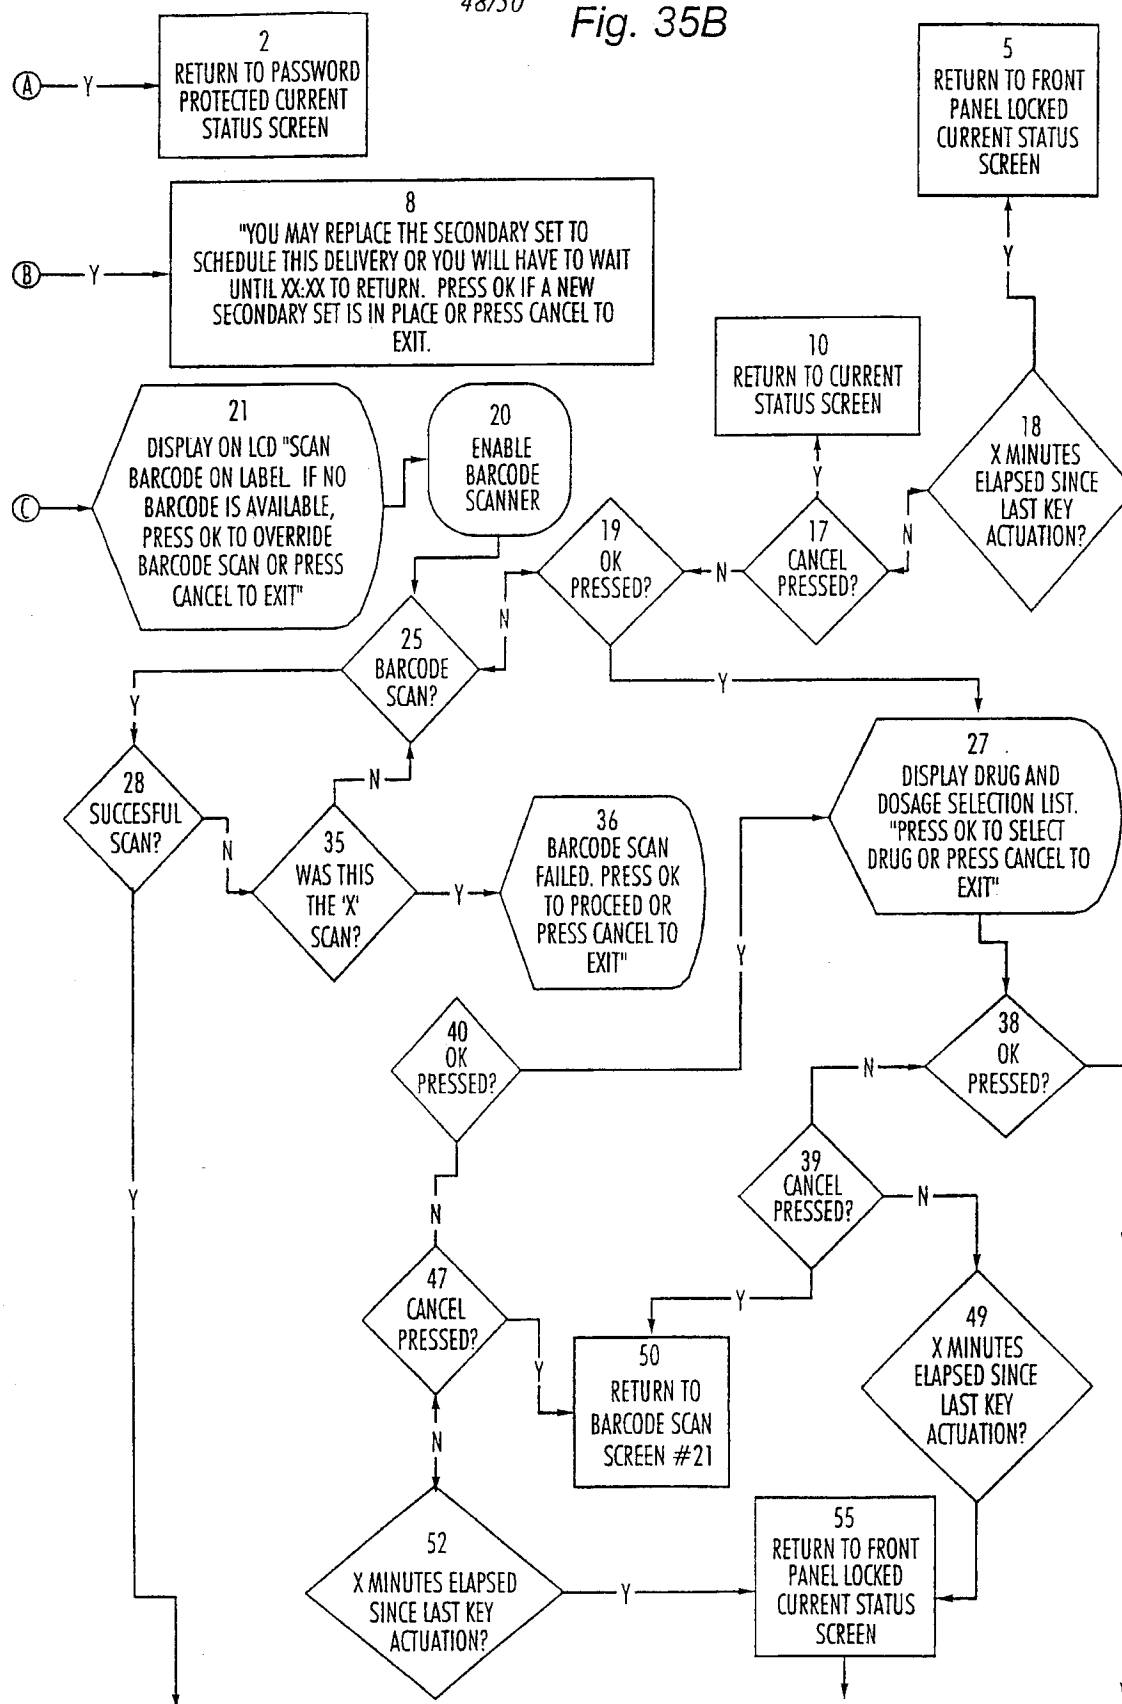 48/50
Fig. 35B
A
Y
2
RETURN TO PASSWORD
PROTECTED CURRENT
STATUS SCREEN
5
RETURN TO FRONT
PANEL LOCKED
CURRENT STATUS
SCREEN
Y
B
Y
8
"YOU MAY REPLACE THE SECONDARY SET TO
SCHEDULE THIS DELIVERY OR YOU WILL HAVE TO WAIT
UNTIL XX:XX TO RETURN. PRESS OK IF A NEW
SECONDARY SET IS IN PLACE OR PRESS CANCEL TO
EXIT.
10
RETURN TO CURRENT
STATUS SCREEN
Y
C
21
DISPLAY ON LCD "SCAN
BARCODE ON LABEL. IF NO
BARCODE IS AVAILABLE,
PRESS OK TO OVERRIDE
BARCODE SCAN OR PRESS
CANCEL TO EXIT"
20
ENABLE
BARCODE
SCANNER
19
OK
PRESSED?
N
17
CANCEL
PRESSED?
N
18
X MINUTES
ELAPSED SINCE
LAST KEY
ACTUATION?
N
25
BARCODE
SCAN?
Y
Y
28
SUCCESFUL
SCAN?
N
N
35
WAS THIS
THE 'X'
SCAN?
Y
36
BARCODE SCAN
FAILED. PRESS OK
TO PROCEED OR
PRESS CANCEL TO
EXIT"
27
DISPLAY DRUG AND
DOSAGE SELECTION LIST.
"PRESS OK TO SELECT
DRUG OR PRESS CANCEL TO
EXIT"
Y
40
OK
PRESSED?
38
OK
PRESSED?
N
39
CANCEL
PRESSED?
N
Y
Y
N
47
CANCEL
PRESSED?
Y
50
RETURN TO
BARCODE SCAN
SCREEN #21
49
X MINUTES
ELAPSED SINCE
LAST KEY
ACTUATION?
N
52
X MINUTES ELAPSED
SINCE LAST KEY
ACTUATION?
Y
55
RETURN TO FRONT
PANEL LOCKED
CURRENT STATUS
SCREEN